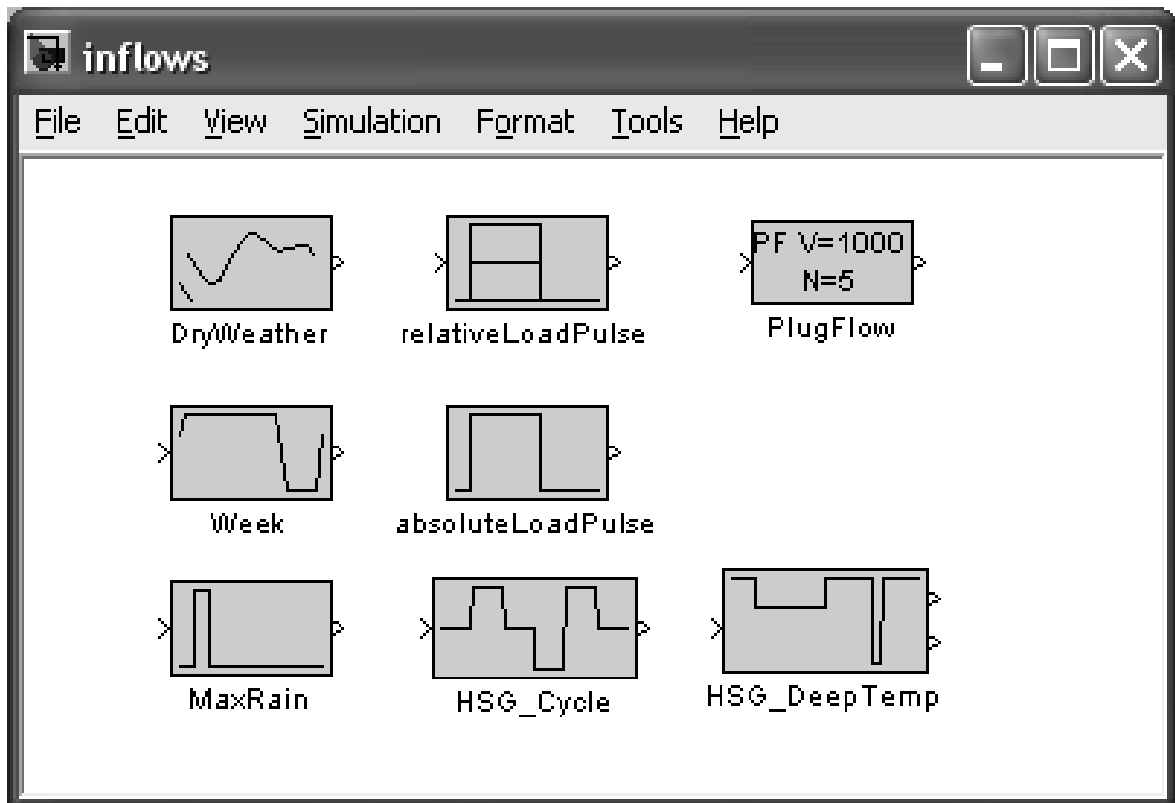 inflows
File Edit View Simulation Format Tools Help
PF V=1000
N=5
DryWeather relativeLoadPulse PlugFlow
Week absoluteLoadPulse
MaxRain HSG_Cycle HSG_DeepTemp